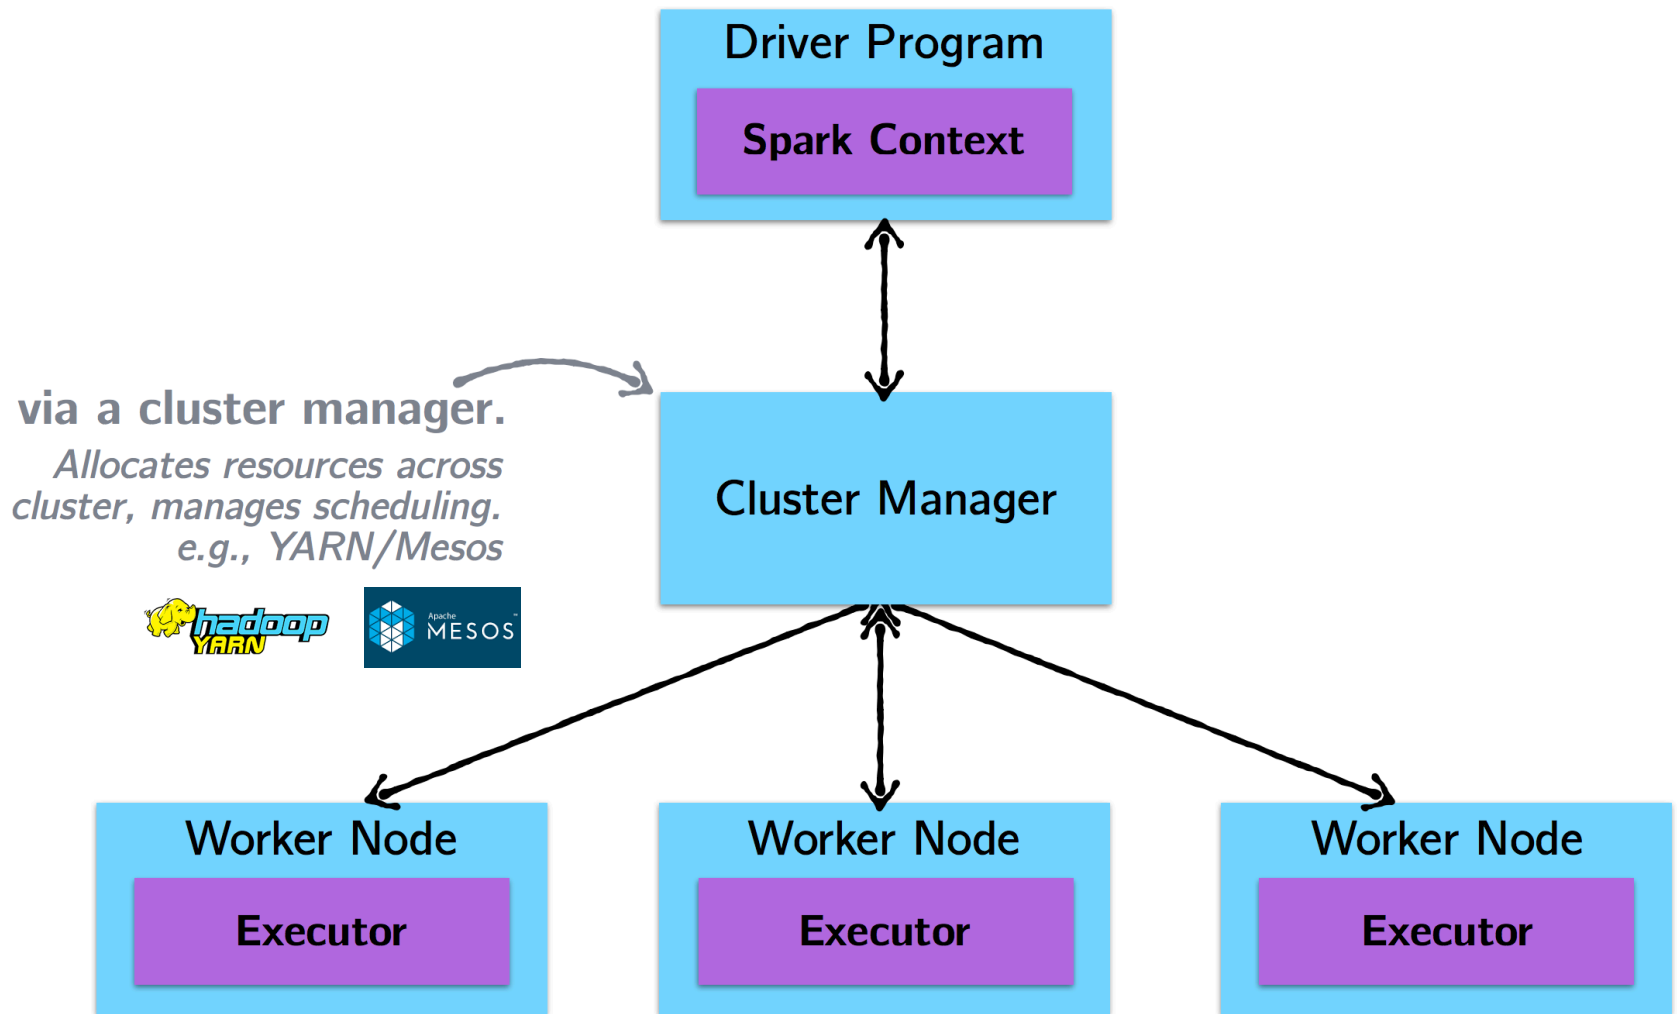 Driver Program
Spark Context
via a cluster manager.
Allocates resources across
cluster, manages scheduling.
e.g., YARN/Mesos
Cluster Manager
hadoop
YARN
Apache
MESOS™
Worker Node
Executor
Worker Node
Executor
Worker Node
Executor